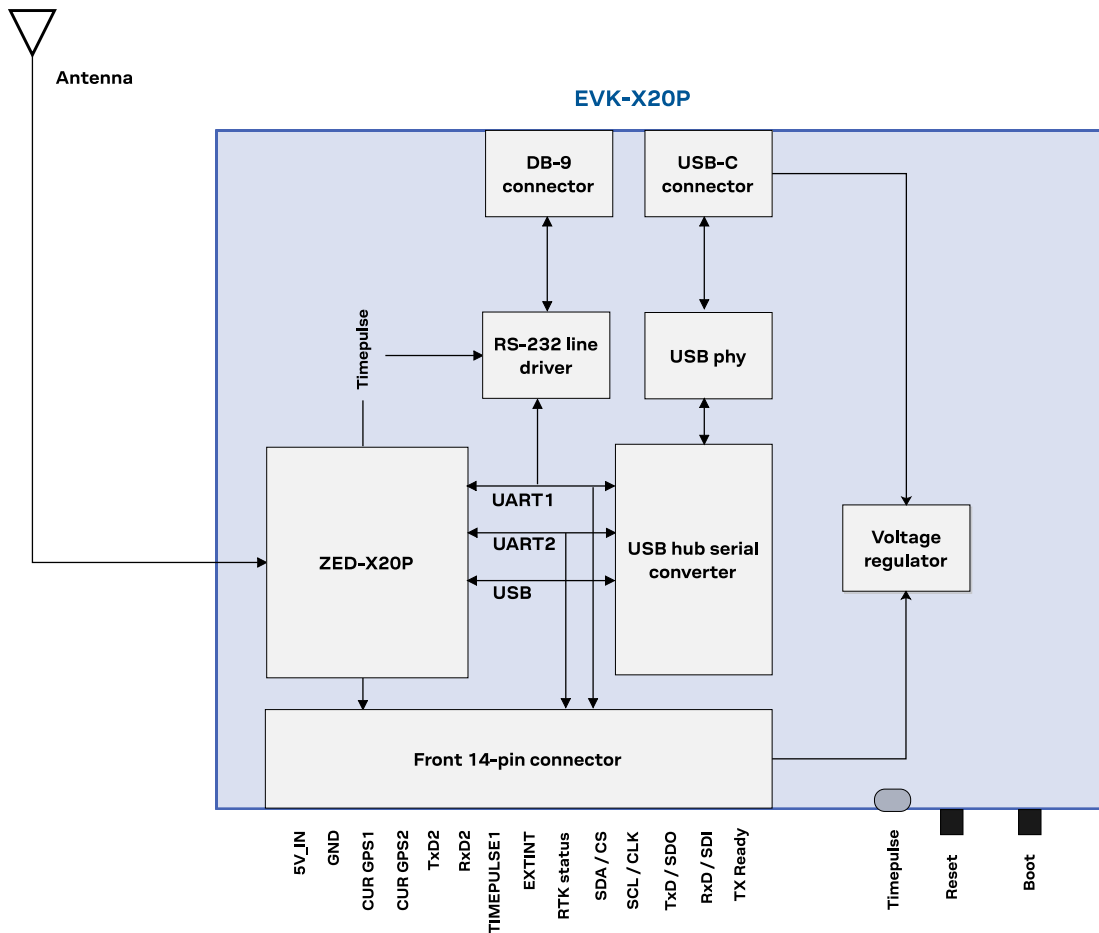 Antenna
EVK-X20P
DB-9
connector
USB-C
connector
Timepulse
RS-232 line
driver
USB phy
UART1
UART2
USB
ZED-X20P
USB hub serial
converter
Voltage
regulator
Front 14-pin connector
5V_IN
GND
CUR GPS1
CUR GPS2
TxD2
RxD2
TIMEPULSE1
EXTINT
RTK status
SDA / CS
SCL / CLK
TxD / SDO
RxD / SDI
TX Ready
Timepulse
Reset
Boot